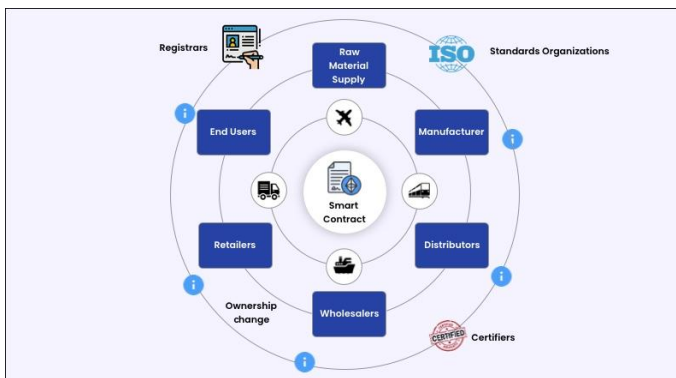 Registrars
Raw
Material
Supply
ISO
Standards Organizations
End Users
Manufacturer
Smart
Contract
Retailers
Distributors
Ownership
change
Wholesalers
CERTIFIED
Certifiers